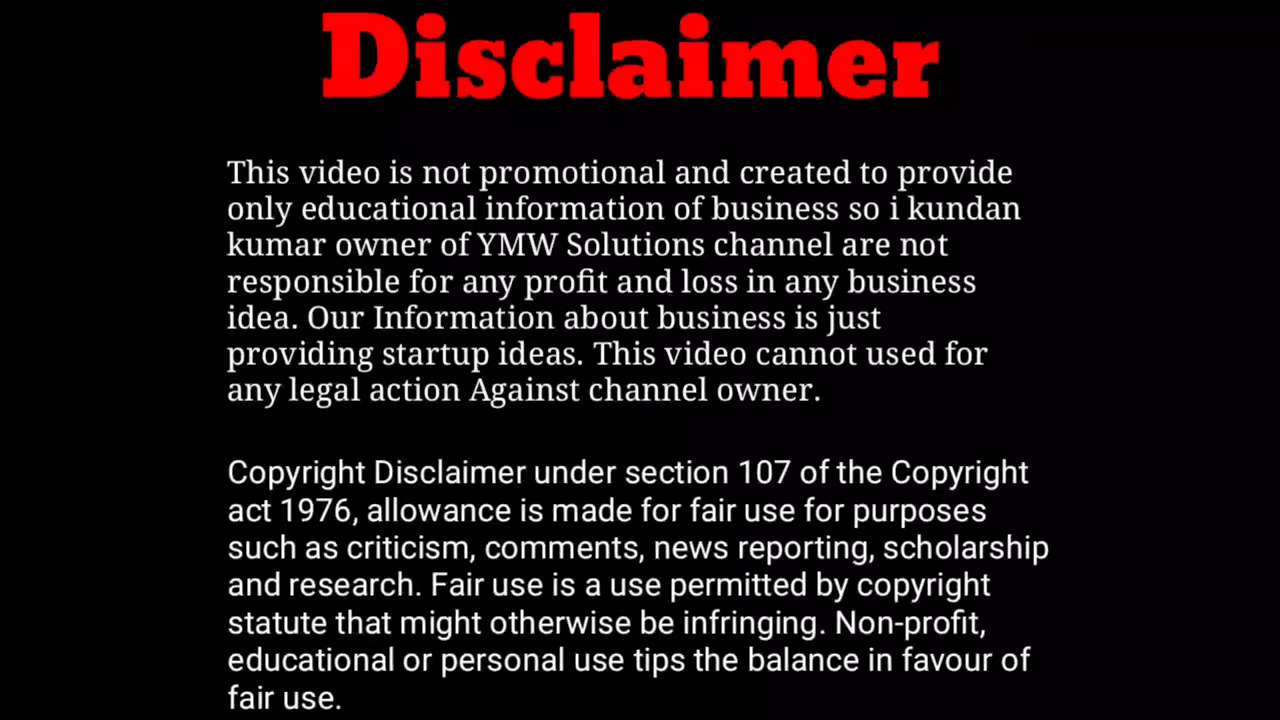 Disclaimer
This video is not promotional and created to provide
only educational information of business so i kundan
kumar owner of YMW Solutions channel are not
responsible for any profit and loss in any business
idea. Our Information about business is just
providing startup ideas. This video cannot used for
any legal action Against channel owner.
Copyright Disclaimer under section 107 of the Copyright
act 1976, allowance is made for fair use for purposes
such as criticism, comments, news reporting, scholarship
and research. Fair use is a use permitted by copyright
statute that might otherwise be infringing. Non-profit,
educational or personal use tips the balance in favour of
fair use.